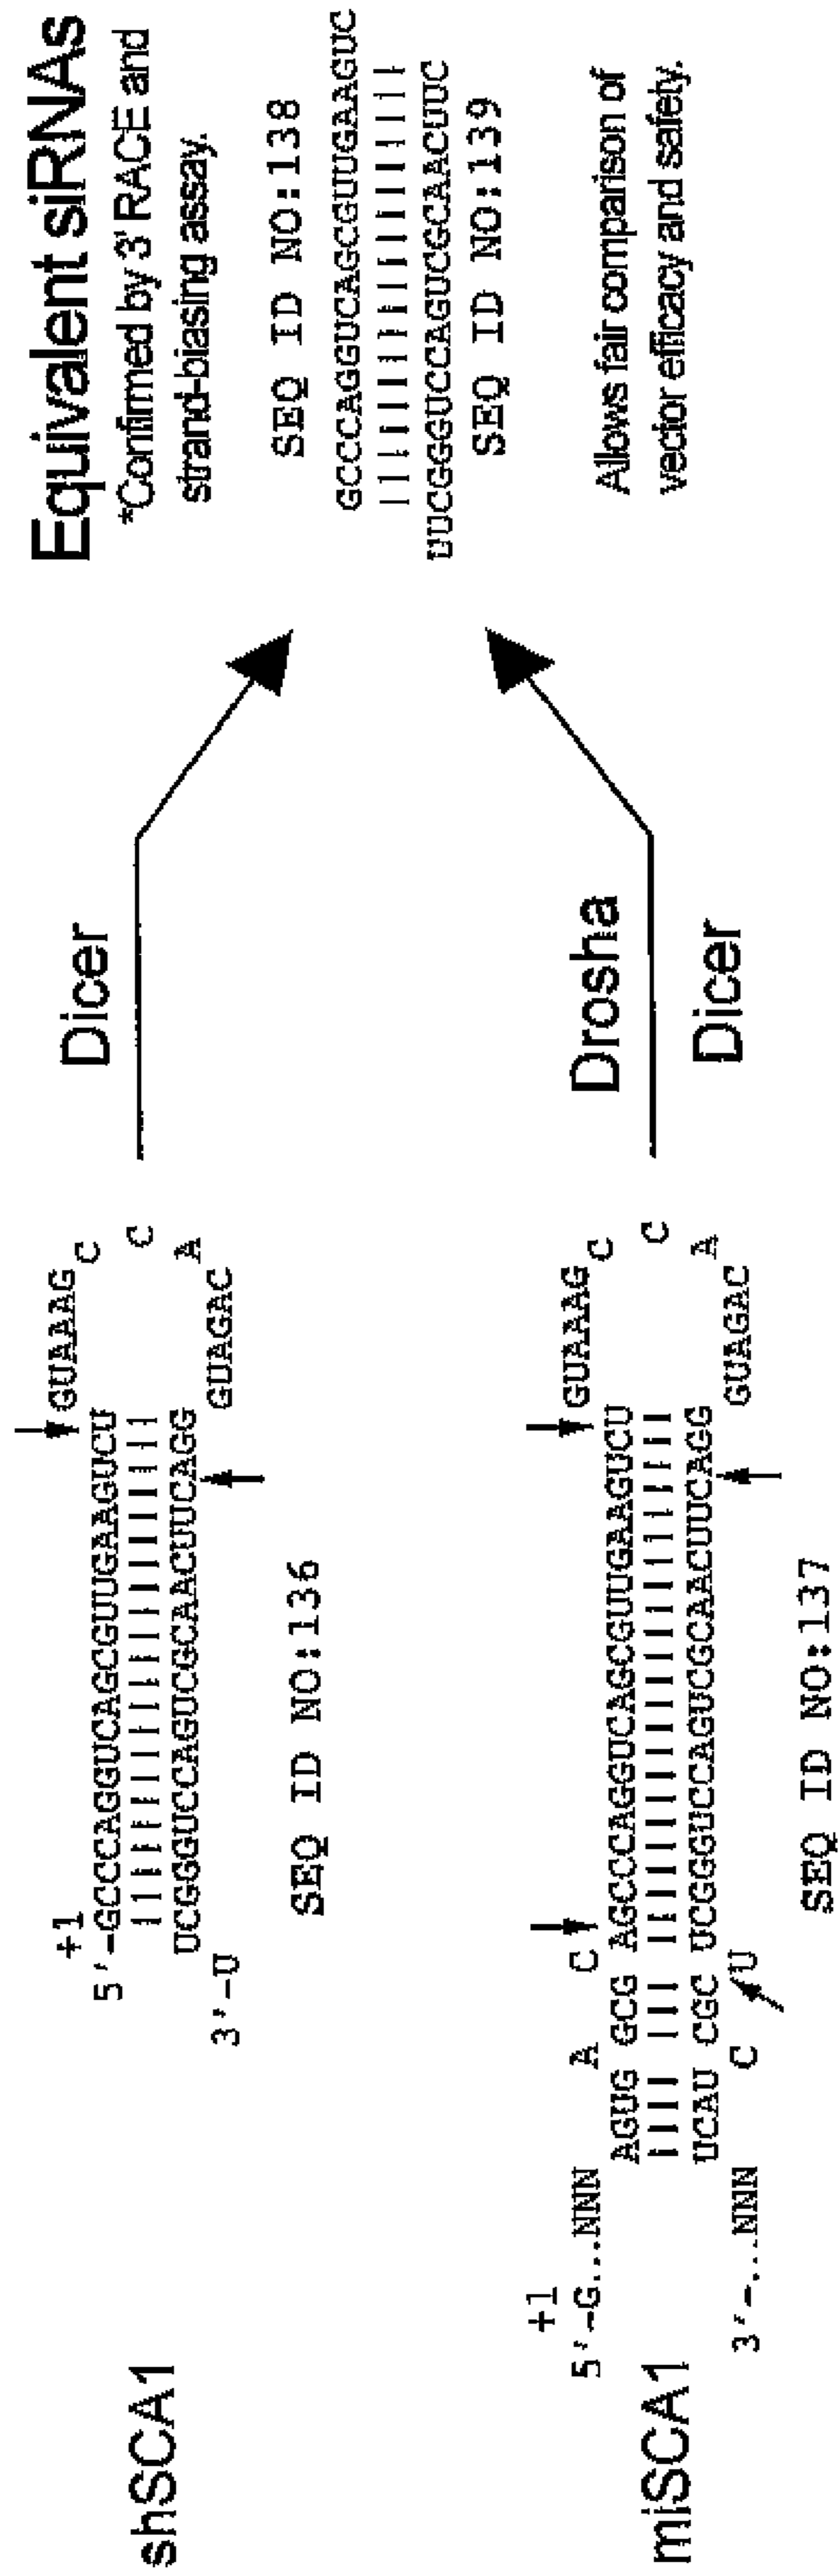 shSCA1
+1
5'-GCCCAGGUCAGCGUUGAAGUCU
GUAAAG
C
C
A
GUAGAC
UCGGGUCCAGUCGCAACUUCAGG
3'-U
SEQ ID NO:136
Dicer
miSCA1
+1
5'-G...NNN
A
C
AGUG GCG AGCCCAGGUCAGCGUUGAAGUCU
GUAAAG
C
C
A
GUAGAC
UCAU CGC UCGGGUCCAGUCGCAACUUCAGG
C
U
3'-...NNN
SEQ ID NO:137
Drosha
Dicer
Equivalent siRNAs
*Confirmed by 3' RACE and
strand-biasing assay.
SEQ ID NO:138
GCCCAGGUCAGCGUUGAAGUC
UUCGGGUCCAGUCGCAACUUC
SEQ ID NO:139
Allows fair comparison of
vector efficacy and safety.